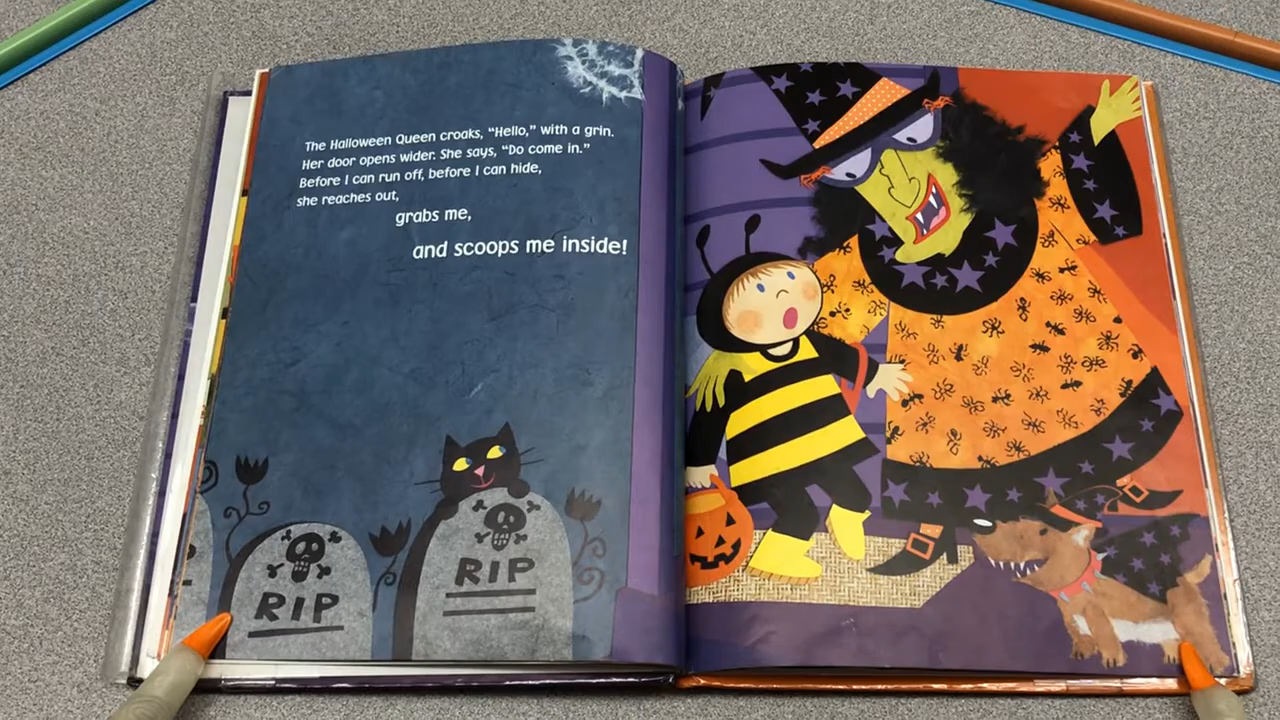 The Halloween Queen croaks, “Hello,” with a grin.
Her door opens wider. She says, “Do come in.”
Before I can run off, before I can hide,
she reaches out,
grabs me,
and scoops me inside!
RIP
RIP